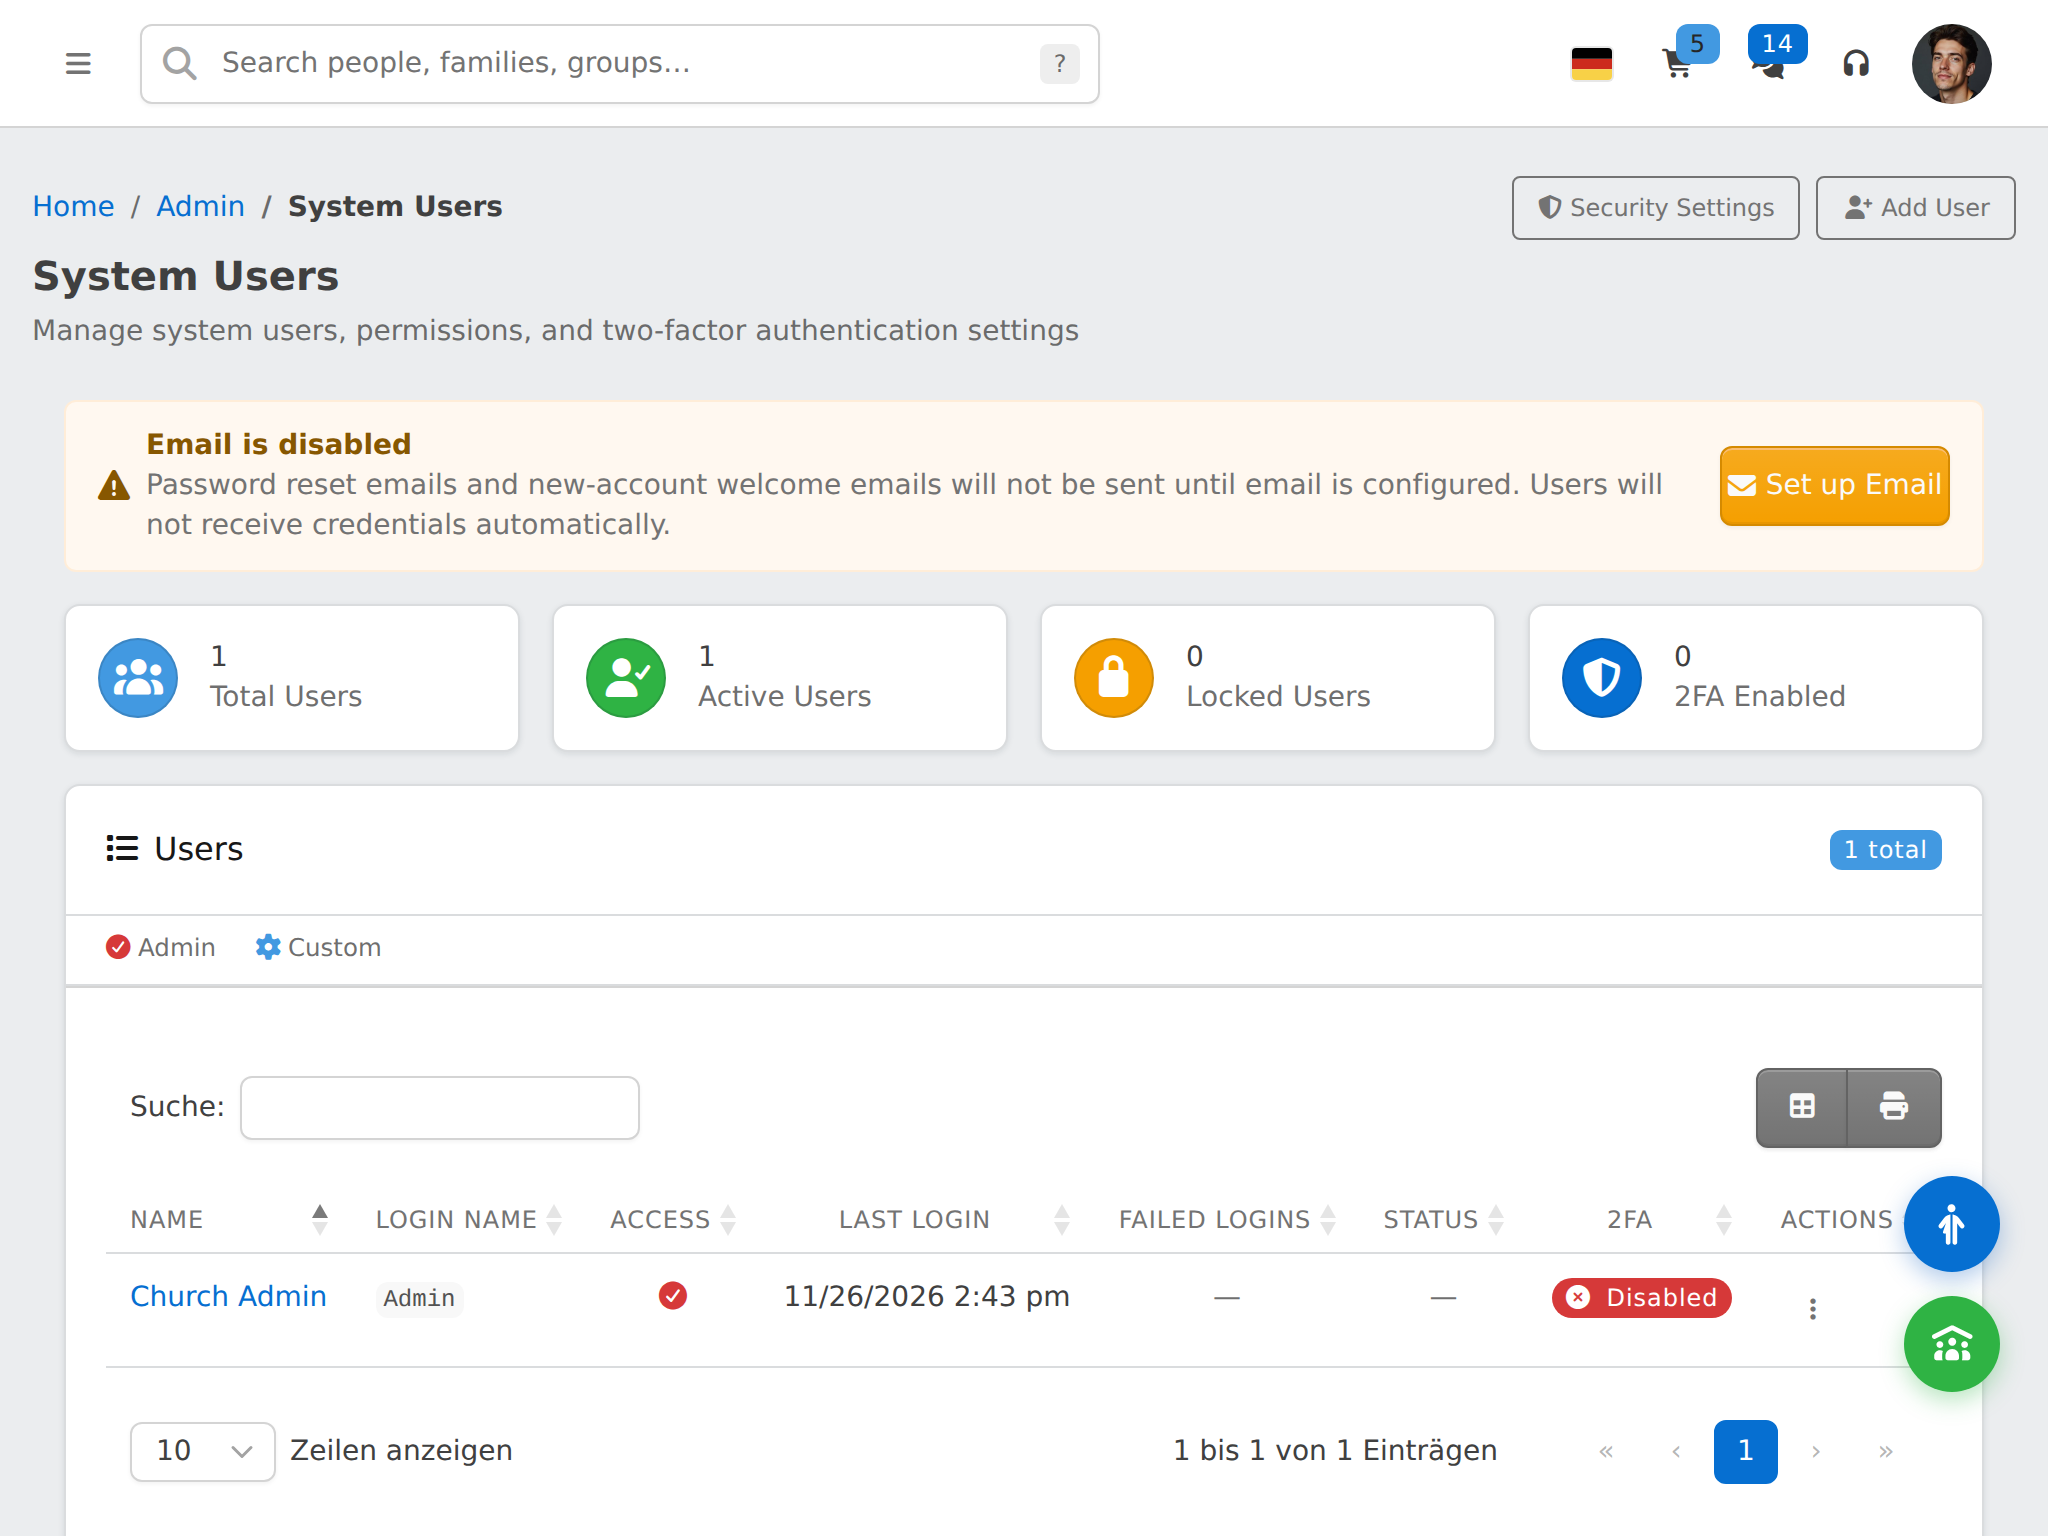 Search people, families, groups...
?
5
14
Home / Admin / System Users
Security Settings
Add User
System Users
Manage system users, permissions, and two-factor authentication settings
Email is disabled
Password reset emails and new-account welcome emails will not be sent until email is configured. Users will
not receive credentials automatically.
Set up Email
1
Total Users
1
Active Users
0
Locked Users
0
2FA Enabled
Users
1 total
Admin
Custom
Suche:
NAME LOGIN NAME ACCESS LAST LOGIN FAILED LOGINS STATUS 2FA ACTIONS
Church Admin Admin 11/26/2026 2:43 pm — — Disabled
10 Zeilen anzeigen
1 bis 1 von 1 Einträgen
« ‹ 1 › »